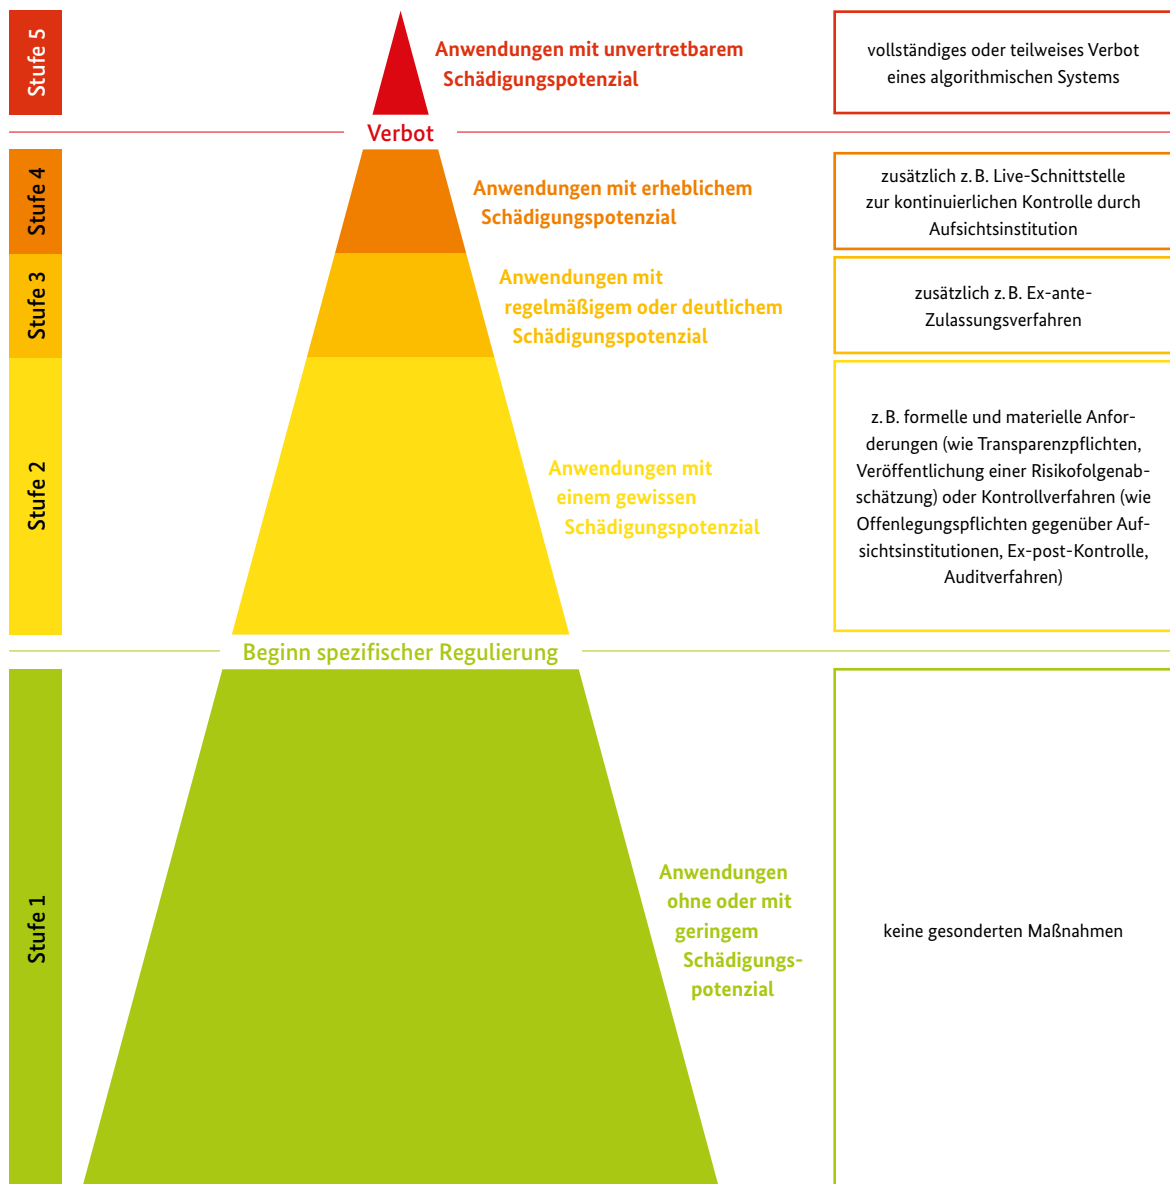 Stufe 5
Anwendungen mit unvertretbarem
Schädigungspotenzial
vollständiges oder teilweises Verbot
eines algorithmischen Systems
Verbot
Stufe 4
Anwendungen mit erheblichem
Schädigungspotenzial
zusätzlich z. B. Live-Schnittstelle
zur kontinuierlichen Kontrolle durch
Aufsichtsinstitution
Stufe 3
Anwendungen mit
regelmäßigem oder deutlichem
Schädigungspotenzial
zusätzlich z. B. Ex-ante-
Zulassungsverfahren
Stufe 2
Anwendungen mit
einem gewissen
Schädigungspotenzial
z. B. formelle und materielle Anfor-
derungen (wie Transparenzpflichten,
Veröffentlichung einer Risikofolgenab-
schätzung) oder Kontrollverfahren (wie
Offenlegungspflichten gegenüber Auf-
sichtsinstitutionen, Ex-post-Kontrolle,
Auditverfahren)
Beginn spezifischer Regulierung
Stufe 1
Anwendungen
ohne oder mit
geringem
Schädigungs-
potenzial
keine gesonderten Maßnahmen